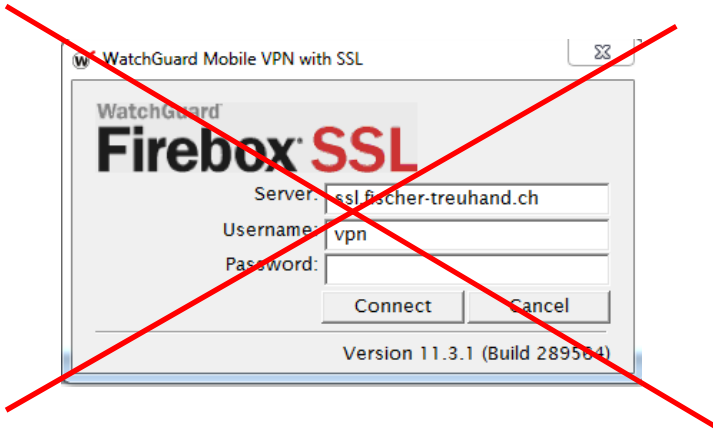 WatchGuard Mobile VPN with SSL
WatchGuard
Firebox SSL
Server: ssl.fischer-treuhand.ch
Username: vpn
Password:
Connect Cancel
Version 11.3.1 (Build 289564)